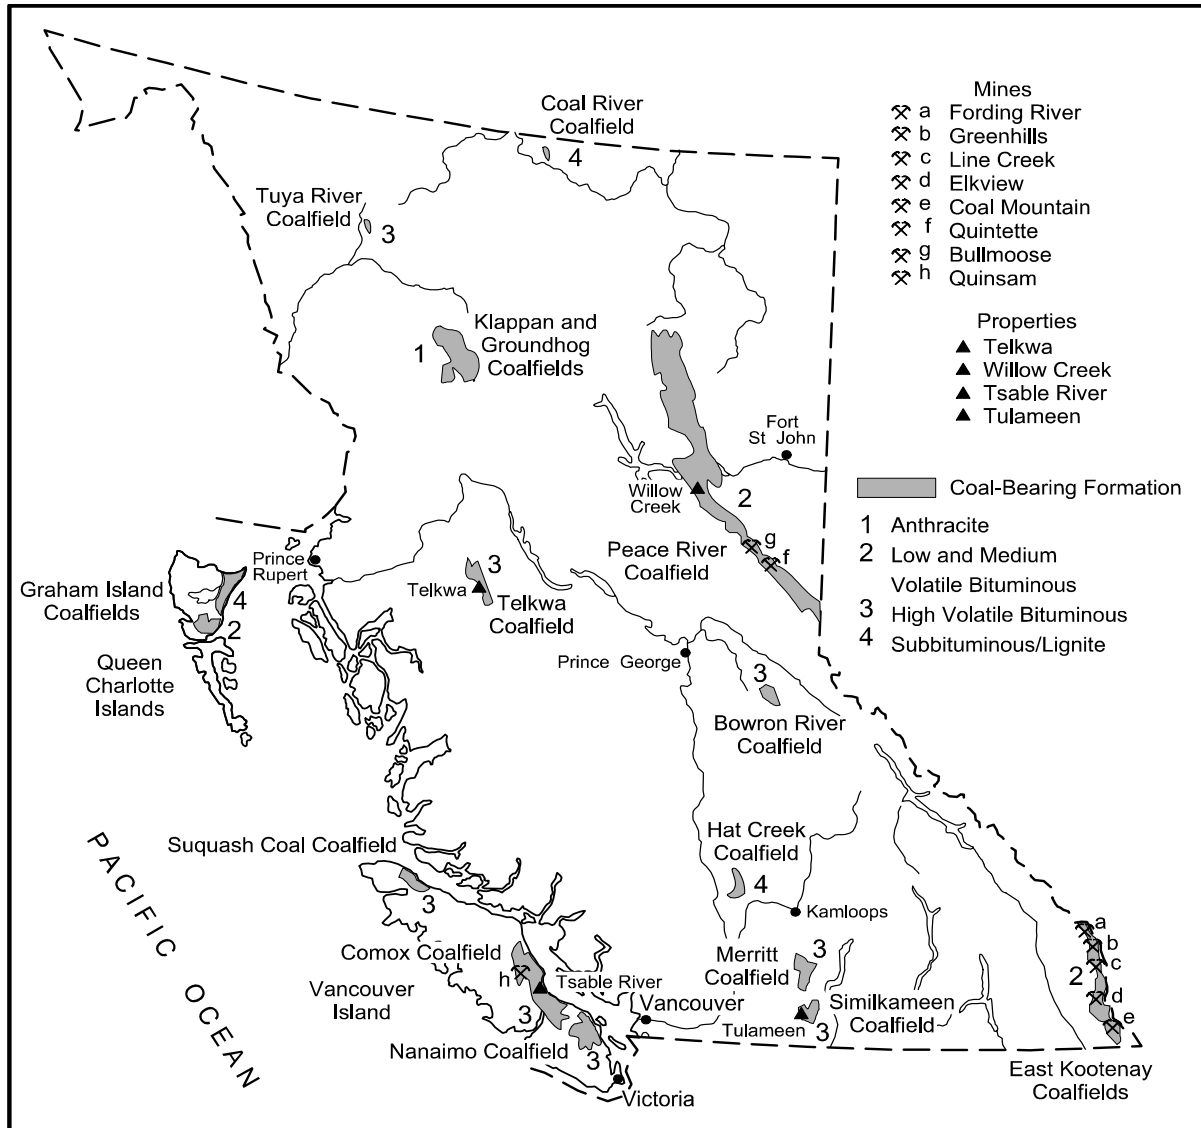 Coal River
Coalfield
4
Tuya River
Coalfield
3
Klappan and
Groundhog
Coalfields
1
Mines
a Fording River
b Greenhills
c Line Creek
d Elkview
e Coal Mountain
f Quintette
g Bullmoose
h Quinsam
Properties
Telkwa
Willow Creek
Tsable River
Tulameen
Coal-Bearing Formation
1 Anthracite
2 Low and Medium
Volatile Bituminous
3 High Volatile Bituminous
4 Subbituminous/Lignite
Fort
St John
Willow
Creek
2
g
f
Peace River
Coalfield
Prince
Rupert
Graham Island
Coalfields
4
2
Queen
Charlotte
Islands
3
Telkwa
Telkwa
Coalfield
Prince George
3
Bowron River
Coalfield
Hat Creek
Coalfield
4
Kamloops
Suquash Coal Coalfield
3
Comox Coalfield
h
Tsable River
Vancouver
Island
3
Nanaimo Coalfield
3
Vancouver
Victoria
Merritt
Coalfield
3
Similkameen
Coalfield
Tulameen
3
a
b
c
2
d
e
East Kootenay
Coalfields
PACIFIC OCEAN